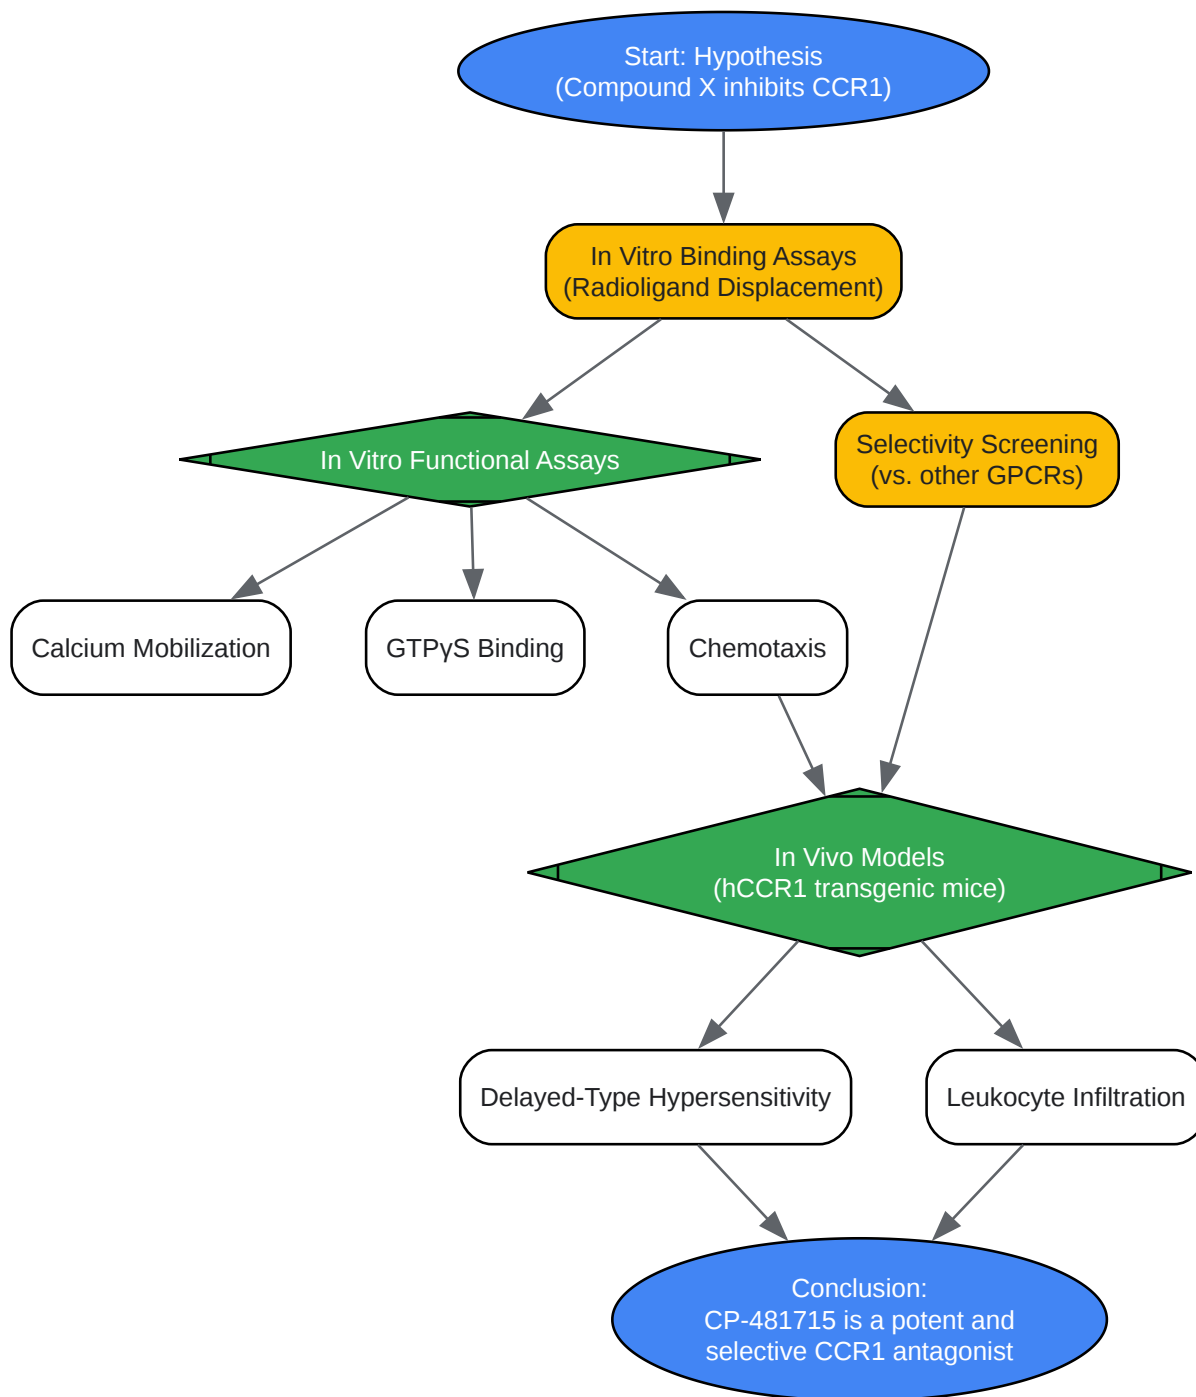 Start: Hypothesis
(Compound X inhibits CCR1)
In Vitro Binding Assays
(Radioligand Displacement)
In Vitro Functional Assays
Selectivity Screening
(vs. other GPCRs)
Calcium Mobilization
GTPγS Binding
Chemotaxis
In Vivo Models
(hCCR1 transgenic mice)
Delayed-Type Hypersensitivity
Leukocyte Infiltration
Conclusion:
CP-481715 is a potent and
selective CCR1 antagonist